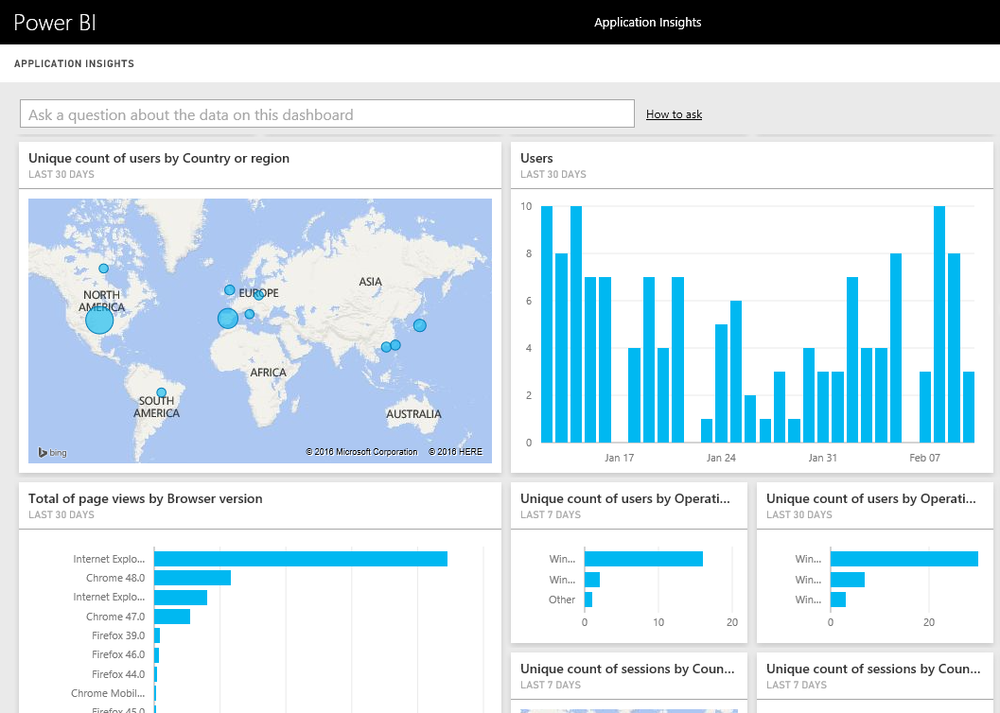 Power BI
Application Insights
APPLICATION INSIGHTS
Ask a question about the data on this dashboard
How to ask
Unique count of users by Country or region
LAST 30 DAYS
NORTH
AMERICA
EUROPE
ASIA
AFRICA
SOUTH
AMERICA
AUSTRALIA
bing
© 2016 Microsoft Corporation © 2016 HERE
Users
LAST 30 DAYS
10
8
6
4
2
0
Jan 17
Jan 24
Jan 31
Feb 07
Total of page views by Browser version
LAST 30 DAYS
Internet Explo...
Chrome 48.0
Internet Explo...
Chrome 47.0
Firefox 39.0
Firefox 46.0
Firefox 44.0
Chrome Mobil...
Firefox 45.0
Unique count of users by Operati...
LAST 7 DAYS
Win...
Win...
Other
0
10
20
Unique count of users by Operati...
LAST 30 DAYS
Win...
Win...
Win...
0
20
Unique count of sessions by Coun...
LAST 7 DAYS
Unique count of sessions by Coun...
LAST 7 DAYS